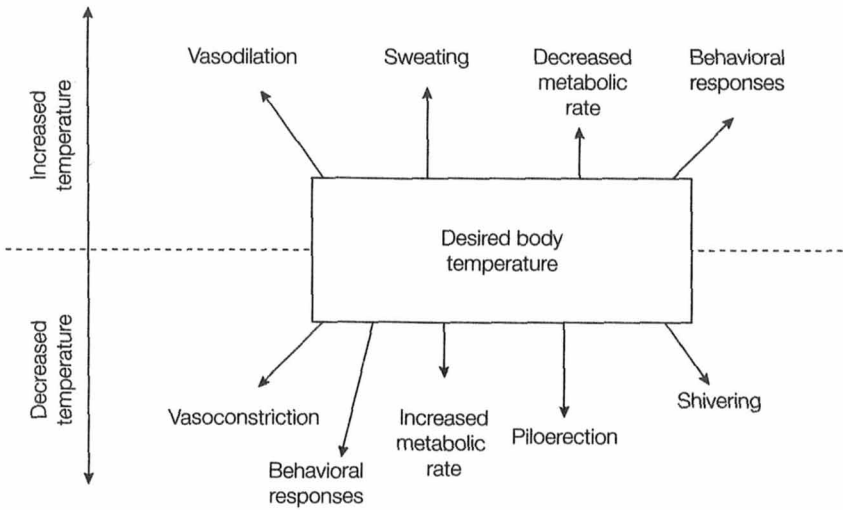 Increased
temperature
Vasodilation
Sweating
Decreased
metabolic
rate
Behavioral
responses
Desired body
temperature
Decreased
temperature
Vasoconstriction
Behavioral
responses
Increased
metabolic
rate
Piloerection
Shivering